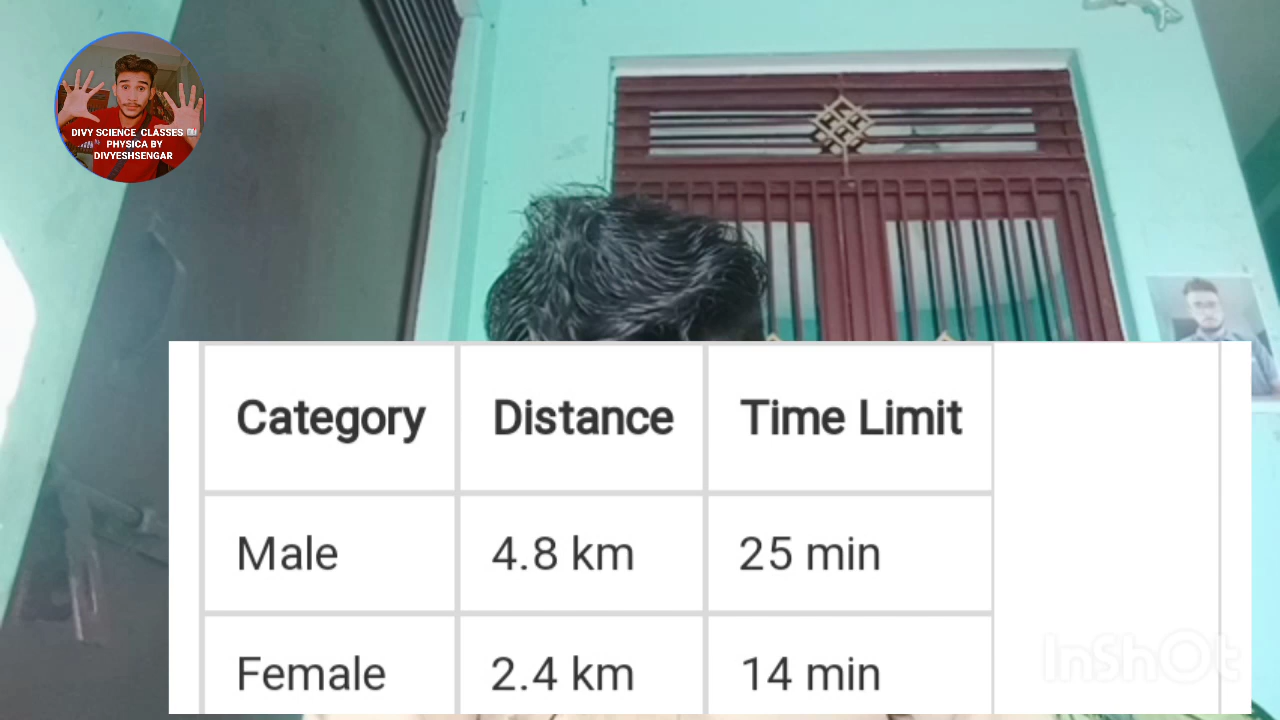 DIVY SCIENCE CLASSES
PHYSICA BY
DIVYESHSENGAR
Category Distance Time Limit
Male 4.8 km 25 min
Female 2.4 km 14 min
InShOt